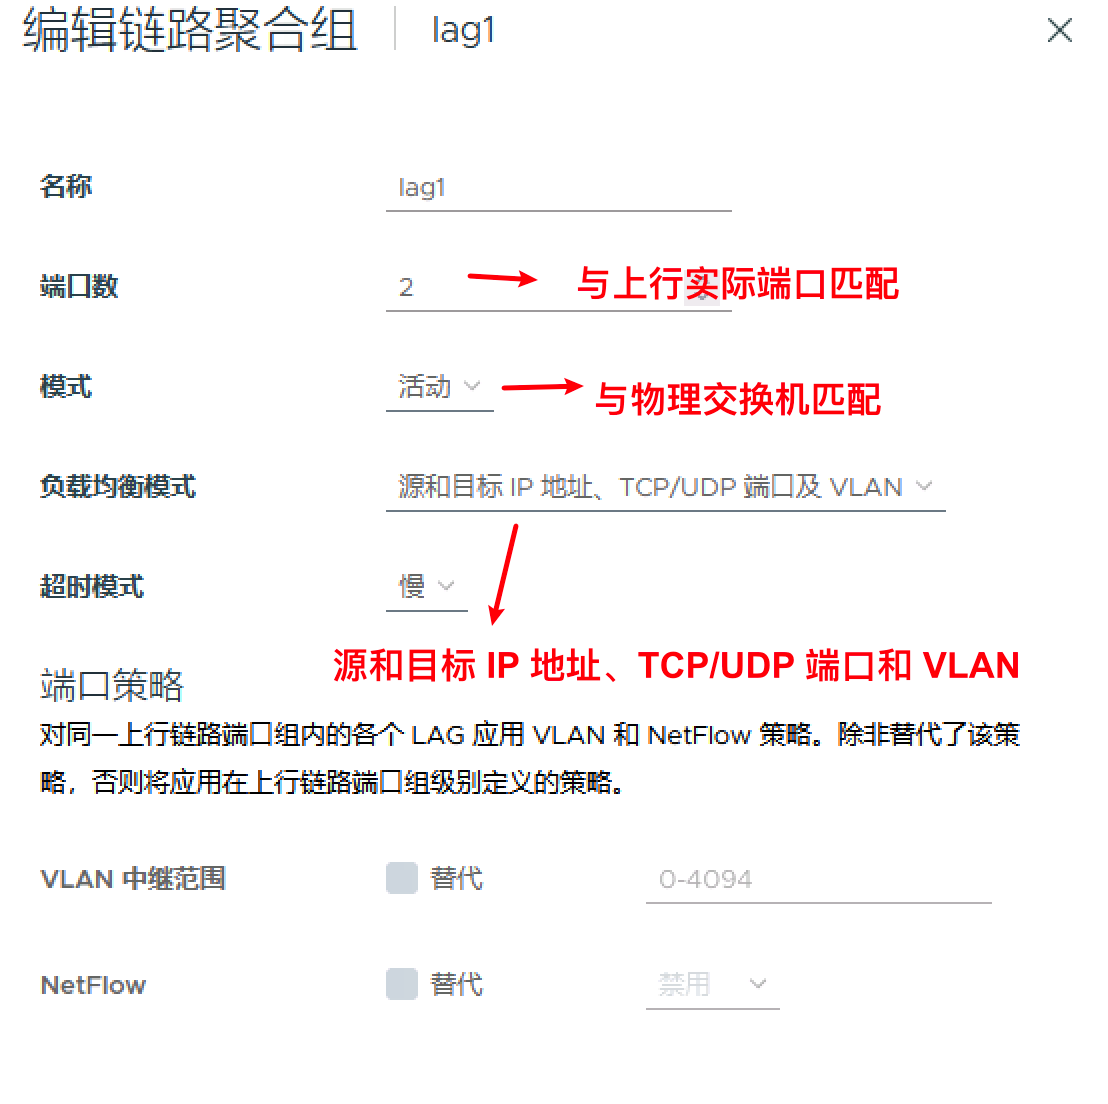 编辑链路聚合组 lag1
名称 lag1
端口数 2 与上行实际端口匹配
模式 活动 与物理交换机匹配
负载均衡模式 源和目标 IP 地址、TCP/UDP 端口及 VLAN
超时模式 慢
源和目标 IP 地址、TCP/UDP 端口和 VLAN
端口策略
对同一上行链路端口组内的各个 LAG 应用 VLAN 和 NetFlow 策略。除非替代了该策
略，否则将应用在上行链路端口组级别定义的策略。
VLAN 中继范围 替代 0-4094
NetFlow 替代 禁用